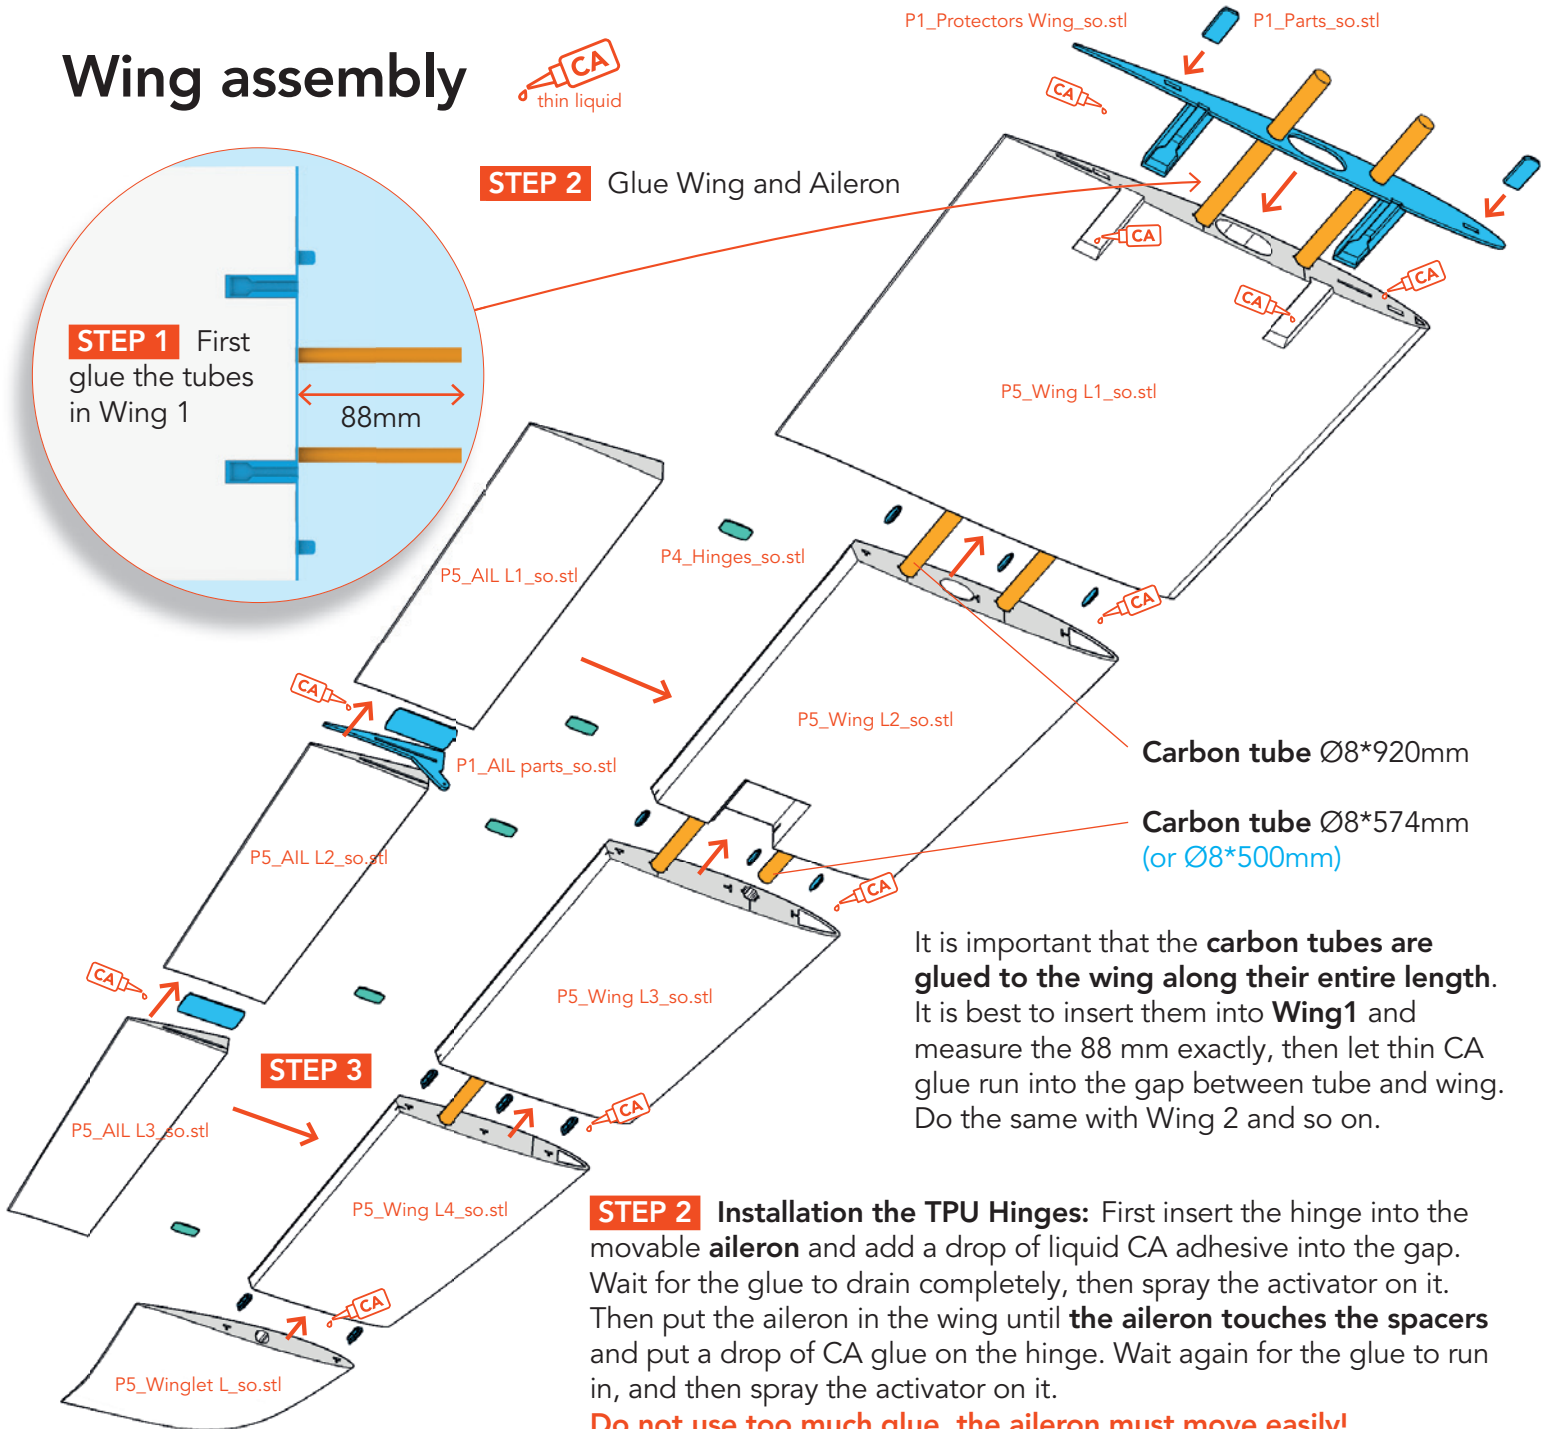 Wing assembly
CA
thin liquid
P1_Protectors Wing_so.stl
P1_Parts_so.stl
CA
STEP 2 Glue Wing and Aileron
CA
CA
CA
STEP 1 First
glue the tubes
in Wing 1
88mm
P5_Wing L1_so.stl
P4_Hinges_so.stl
P5_AIL L1_so.stl
CA
CA
P5_Wing L2_so.stl
P1_AIL parts_so.stl
Carbon tube Ø8*920mm
Carbon tube Ø8*574mm
(or Ø8*500mm)
P5_AIL L2_so.stl
CA
CA
P5_Wing L3_so.stl
It is important that the carbon tubes are
glued to the wing along their entire length.
It is best to insert them into Wing1 and
measure the 88 mm exactly, then let thin CA
glue run into the gap between tube and wing.
Do the same with Wing 2 and so on.
STEP 3
CA
P5_AIL L3_so.stl
P5_Wing L4_so.stl
CA
P5_Winglet L_so.stl
STEP 2 Installation the TPU Hinges: First insert the hinge into the
movable aileron and add a drop of liquid CA adhesive into the gap.
Wait for the glue to drain completely, then spray the activator on it.
Then put the aileron in the wing until the aileron touches the spacers
and put a drop of CA glue on the hinge. Wait again for the glue to run
in, and then spray the activator on it.
Do not use too much glue, the aileron must move easily!